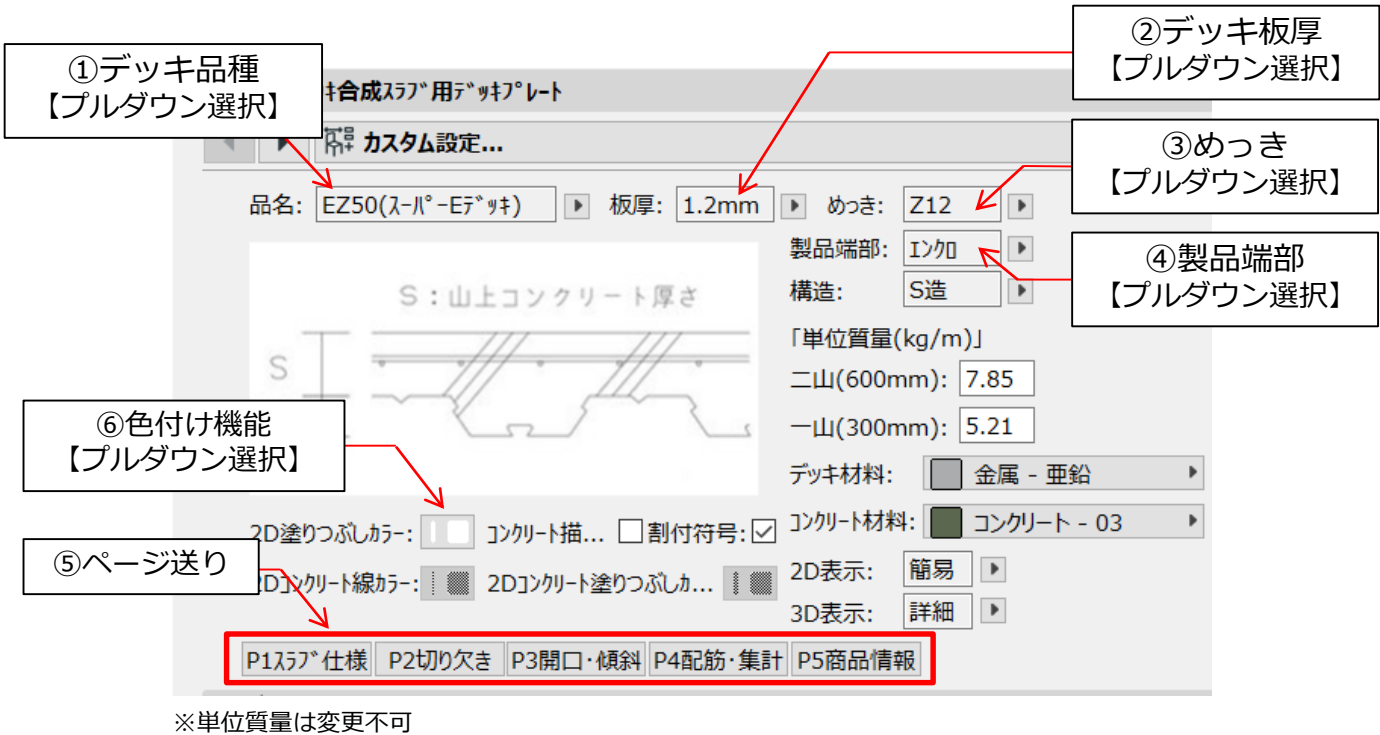 ①デッキ品種
【プルダウン選択】
②デッキ板厚
【プルダウン選択】
ｷ合成ｽﾗﾌﾞ用ﾃﾞｯｷﾌﾟﾚｰﾄ
カスタム設定...
③めっき
【プルダウン選択】
品名: EZ50(ｽｰﾊﾟｰEﾃﾞｯｷ) 板厚: 1.2mm めっき: Z12
製品端部: ｴﾝｸﾛ
④製品端部
【プルダウン選択】
構造: S造
S：山上コンクリート厚さ
S
「単位質量(kg/m)」
二山(600mm): 7.85
一山(300mm): 5.21
⑥色付け機能
【プルダウン選択】
デッキ材料: 金属 - 亜鉛
2D塗りつぶしｶﾗｰ: ｺﾝｸﾘｰﾄ描... 割付符号:
ｺﾝｸﾘｰﾄ材料: コンクリート - 03
⑤ページ送り
2Dｺﾝｸﾘｰﾄ線ｶﾗｰ: 2Dｺﾝｸﾘｰﾄ塗りつぶしｶ...
2D表示: 簡易
3D表示: 詳細
P1ｽﾗﾌﾞ仕様 P2切り欠き P3開口・傾斜 P4配筋・集計 P5商品情報
※単位質量は変更不可